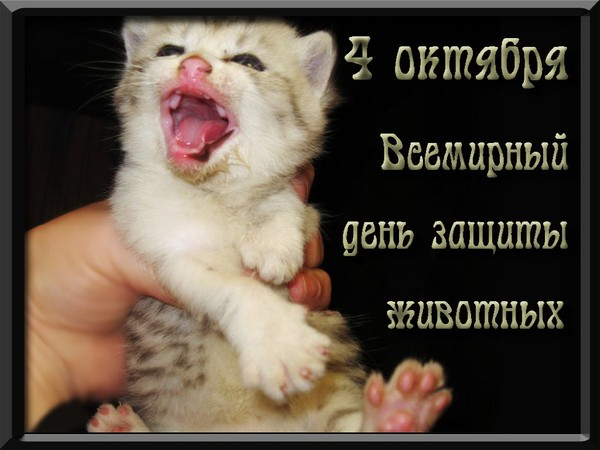 4 октября
Всемирный
день защиты
животных